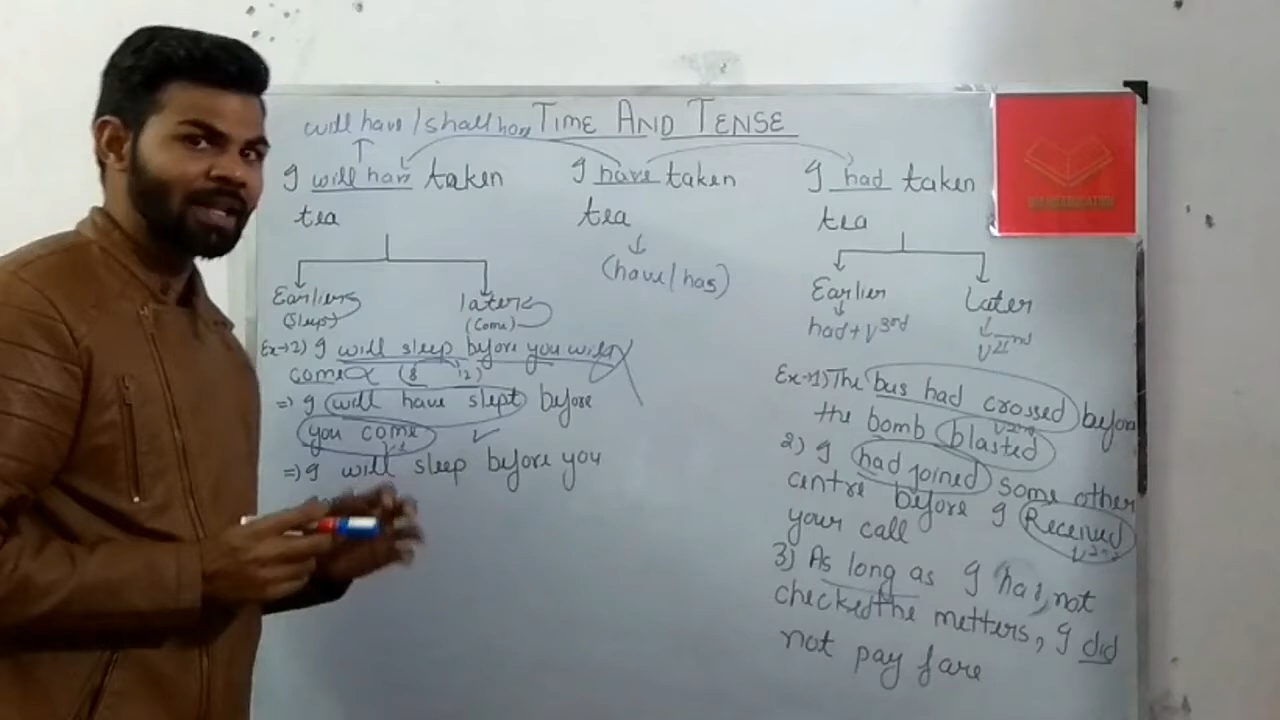 will have/shall have TIME AND TENSE
I will have taken
tea
Earlier
(Sleep)
later
(Come)
Ex→2) I will sleep before you will
come (8 12)
=> I will have slept before
you come
=> I will sleep before you
I have taken
tea
(have/has)
I had taken
tea
Earlier
had + V3rd
Later
V2nd
Ex→1) The bus had crossed before
V2nd
the bomb blasted
2) I had joined some other
centre before I Received
your call
V2nd
3) As long as I had not
checked the metters, I did
not pay fare